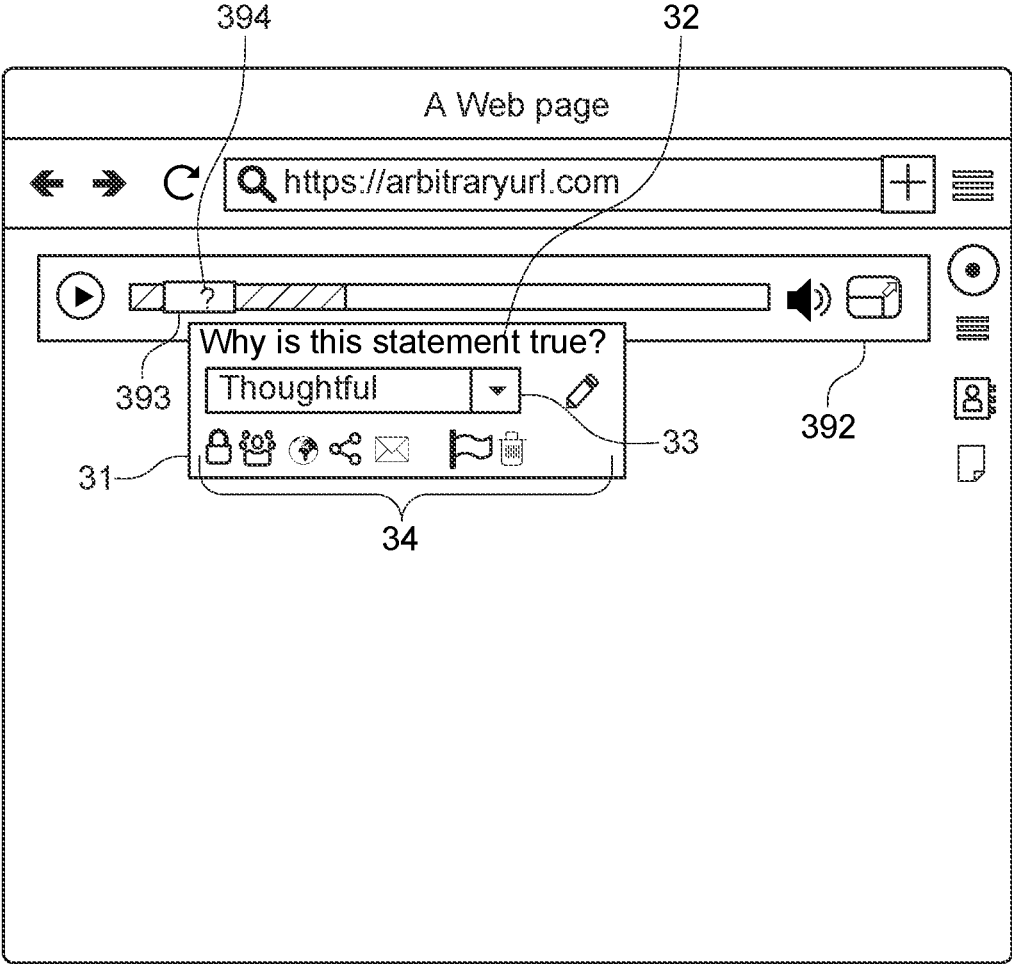 394 32
A Web page
https://arbitraryurl.com
?
Why is this statement true?
393
Thoughtful
392
33
31
34